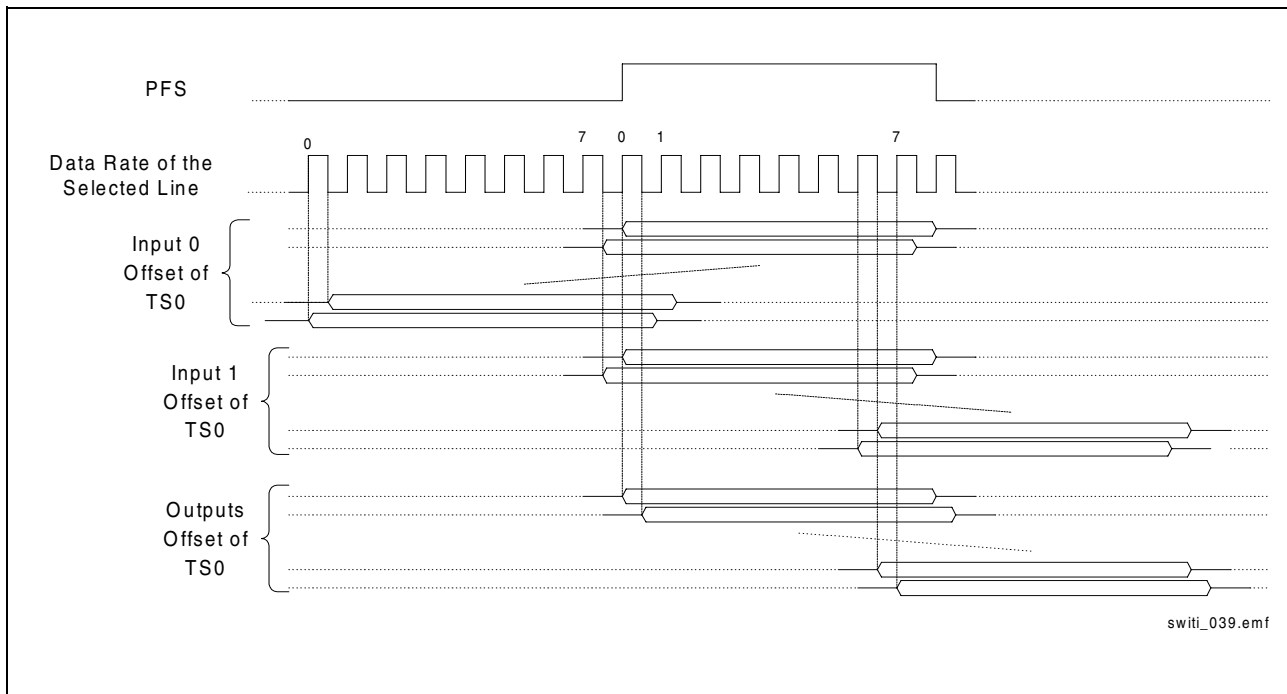 PFS
0 7 0 1 7
Data Rate of the
Selected Line
Input 0
Offset of
TS0
Input 1
Offset of
TS0
Outputs
Offset of
TS0
switi_039.emf